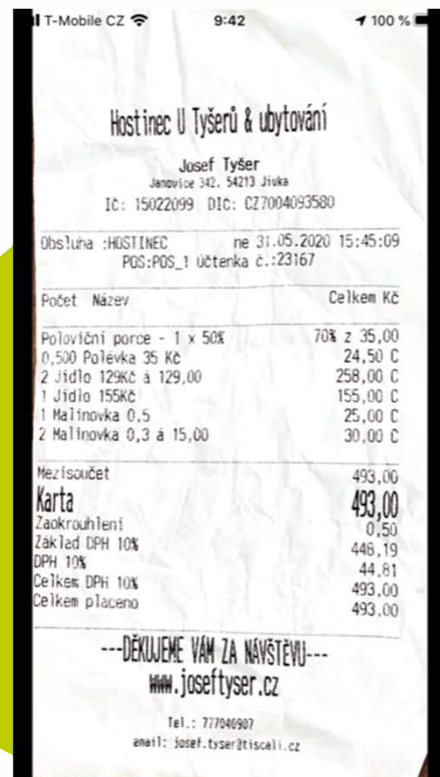 T-Mobile CZ 9:42 100 %
Hostinec U Tyšerů & ubytování
Josef Tyšer
Janovice 342, 54213 Jívka
IČ: 15022099 DIČ: CZ7004093580
Obsluha :HOSTINEC ne 31.05.2020 15:45:09
POS:POS_1 Účtenka č.:23167
Počet Název Celkem Kč
Poloviční porce - 1 x 50% 70% z 35,00
0,500 Polévka 35 Kč 24,50 C
2 Jídlo 129Kč á 129,00 258,00 C
1 Jídlo 155Kč 155,00 C
1 Malinovka 0,5 25,00 C
2 Malinovka 0,3 á 15,00 30,00 C
Mezisoučet 493,00
Karta 493,00
Zaokrouhlení 0,50
Základ DPH 10% 448,19
DPH 10% 44,81
Celkem DPH 10% 493,00
Celkem placeno 493,00
---DĚKUJEME VÁM ZA NÁVŠTĚVU---
www.joseftyser.cz
Tel.: 777040907
email: josef.tyser@tiscali.cz